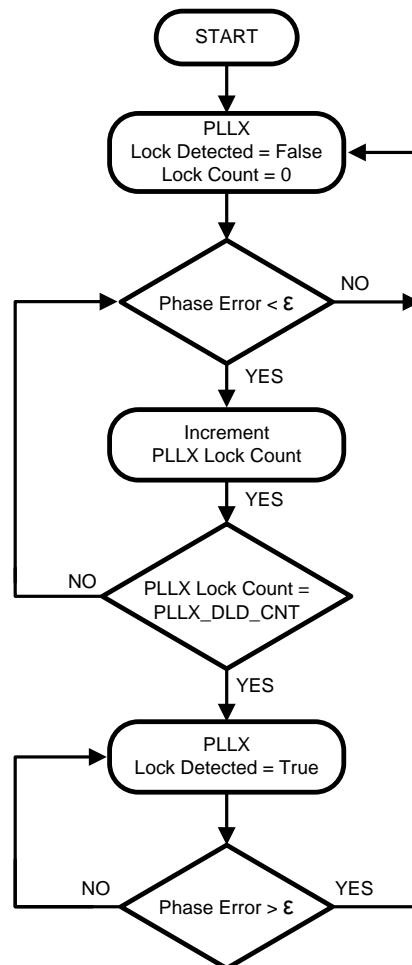 START
PLLX
Lock Detected = False
Lock Count = 0
Phase Error < ε
NO
YES
Increment
PLLX Lock Count
YES
NO
PLLX Lock Count =
PLLX_DLD_CNT
YES
PLLX
Lock Detected = True
NO
Phase Error > ε
YES